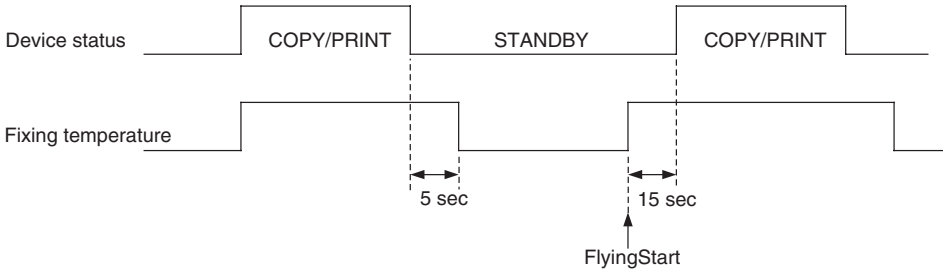 Device status
COPY/PRINT
STANDBY
COPY/PRINT
Fixing temperature
5 sec
15 sec
FlyingStart